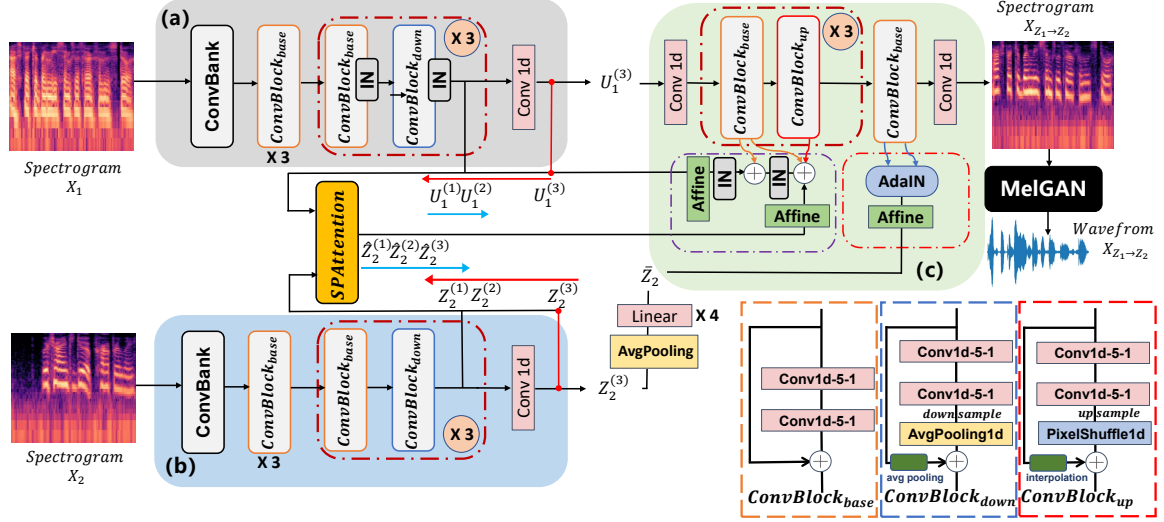 (a)
Spectrogram
X_1
ConvBank
ConvBlock_base
X 3
ConvBlock_base
IN
ConvBlock_down
IN
X 3
Conv 1d
U_1^(3)
U_1^(1) U_1^(2) U_1^(3)
SPAttention
Ẑ_2^(1) Ẑ_2^(2) Ẑ_2^(3)
Z_2^(1) Z_2^(2) Z_2^(3)
(b)
Spectrogram
X_2
ConvBank
ConvBlock_base
X 3
ConvBlock_base
ConvBlock_down
X 3
Conv 1d
Z_2^(3)
AvgPooling
Linear
X 4
Z̄_2
(c)
Conv 1d
ConvBlock_base
ConvBlock_up
X 3
ConvBlock_base
Conv 1d
Affine
IN
IN
Affine
AdaIN
Affine
Spectrogram
X_{Z_1→Z_2}
MelGAN
Wavefrom
X_{Z_1→Z_2}
Conv1d-5-1
Conv1d-5-1
ConvBlock_base
Conv1d-5-1
Conv1d-5-1
down sample
AvgPooling1d
avg pooling
ConvBlock_down
Conv1d-5-1
Conv1d-5-1
up sample
PixelShuffle1d
interpolation
ConvBlock_up